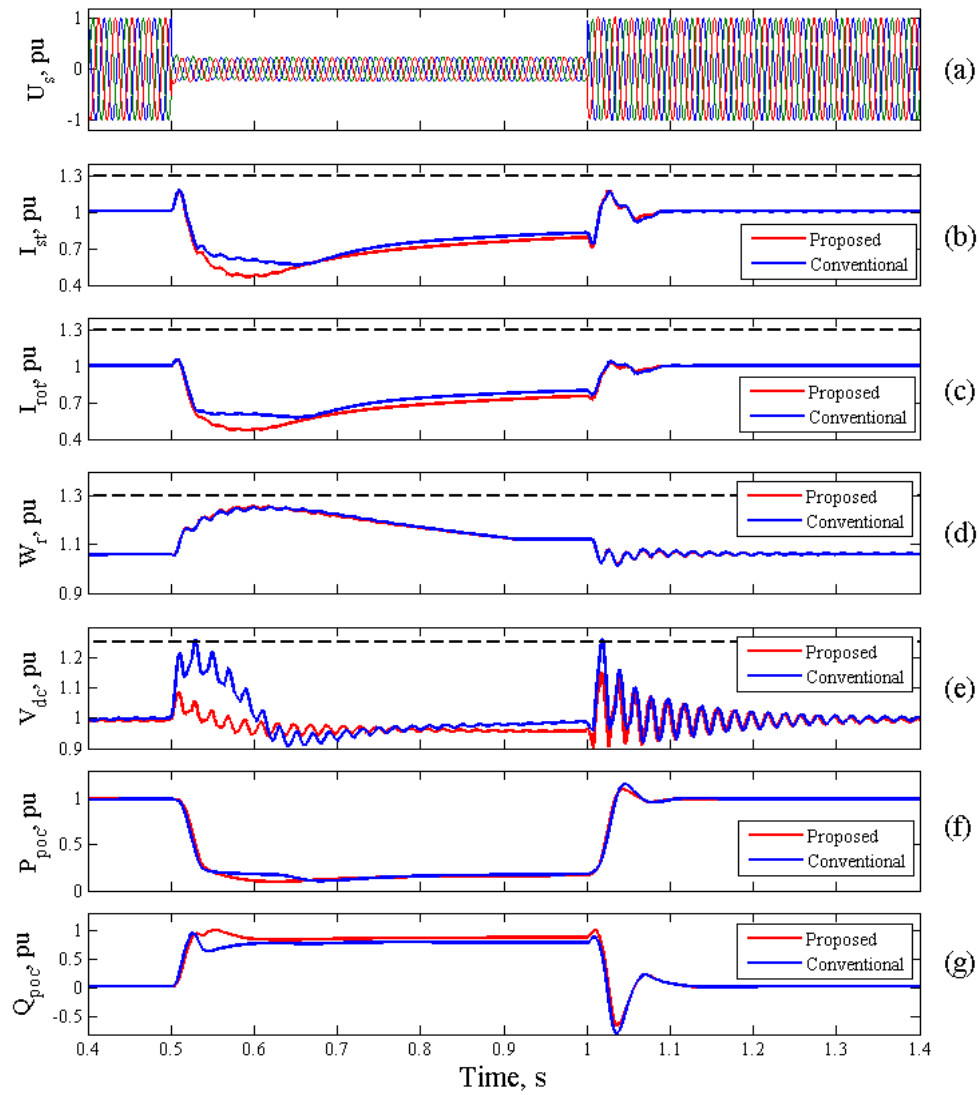 1
0
-1
U_s, pu
(a)
1.3
1
0.7
0.4
I_st, pu
Proposed
Conventional
(b)
1.3
1
0.7
0.4
I_rot, pu
Proposed
Conventional
(c)
1.3
1.1
0.9
W_r, pu
Proposed
Conventional
(d)
1.2
1.1
1
0.9
V_dc, pu
Proposed
Conventional
(e)
1
0.5
0
P_poc, pu
Proposed
Conventional
(f)
1
0.5
0
-0.5
Q_poc, pu
Proposed
Conventional
(g)
0.4 0.5 0.6 0.7 0.8 0.9 1 1.1 1.2 1.3 1.4
Time, s